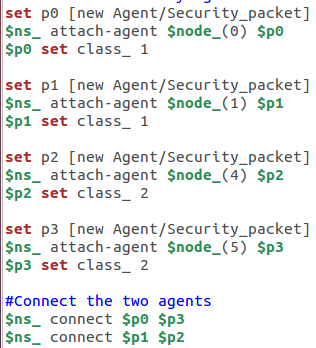 set p0 [new Agent/Security_packet]
$ns_ attach-agent $node_(0) $p0
$p0 set class_ 1
set p1 [new Agent/Security_packet]
$ns_ attach-agent $node_(1) $p1
$p1 set class_ 1
set p2 [new Agent/Security_packet]
$ns_ attach-agent $node_(4) $p2
$p2 set class_ 2
set p3 [new Agent/Security_packet]
$ns_ attach-agent $node_(5) $p3
$p3 set class_ 2
#Connect the two agents
$ns_ connect $p0 $p3
$ns_ connect $p1 $p2